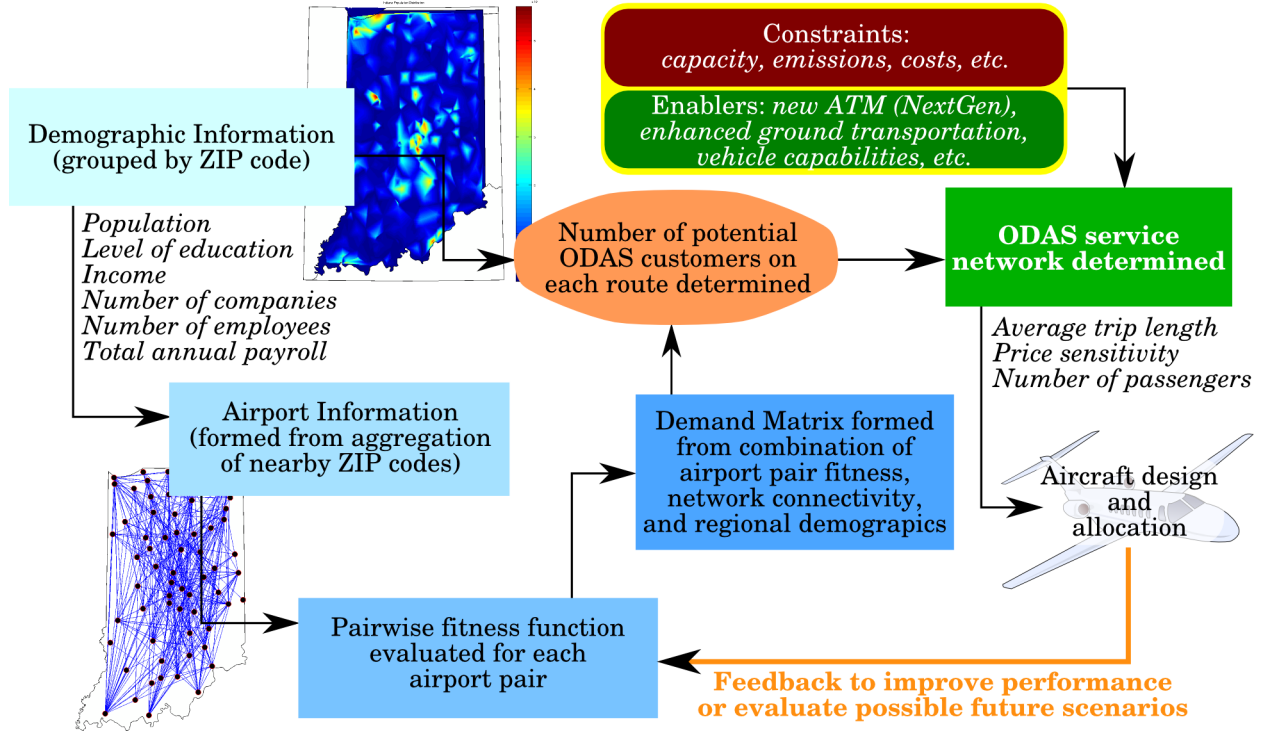 Constraints:
capacity, emissions, costs, etc.
Enablers: new ATM (NextGen),
enhanced ground transportation,
vehicle capabilities, etc.
Demographic Information
(grouped by ZIP code)
Population
Level of education
Income
Number of companies
Number of employees
Total annual payroll
Number of potential
ODAS customers on
each route determined
ODAS service
network determined
Average trip length
Price sensitivity
Number of passengers
Airport Information
(formed from aggregation
of nearby ZIP codes)
Demand Matrix formed
from combination of
airport pair fitness,
network connectivity,
and regional demograpics
Aircraft design
and
allocation
Pairwise fitness function
evaluated for each
airport pair
Feedback to improve performance
or evaluate possible future scenarios